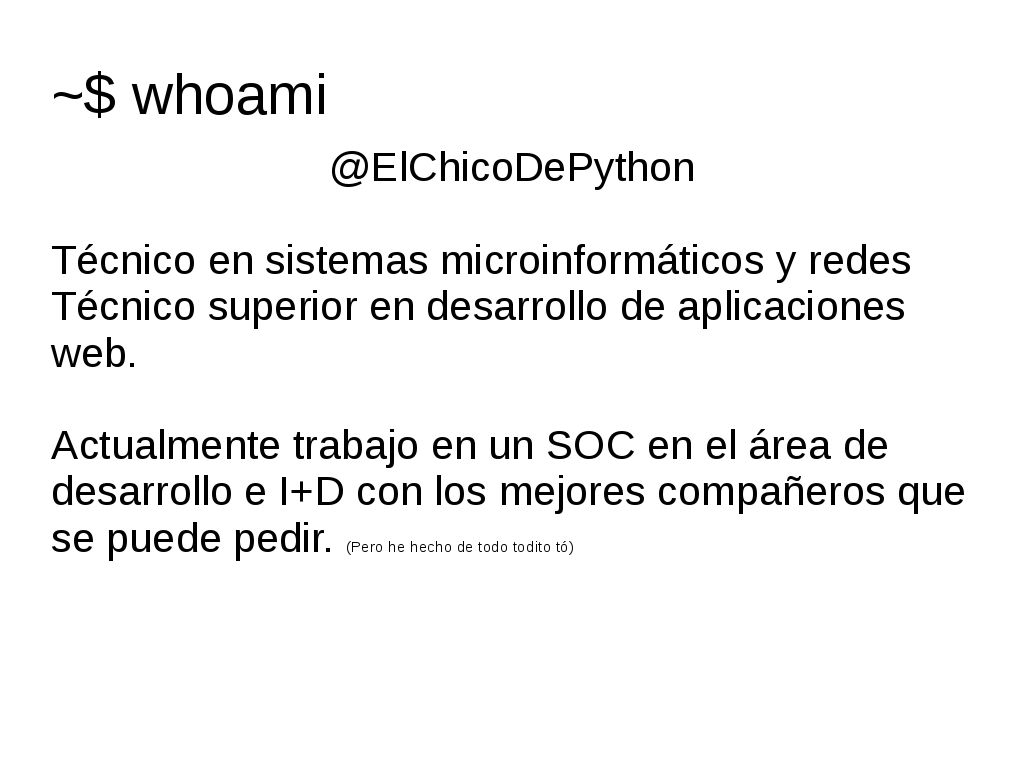 ~$ whoami
@ElChicoDePython
Técnico en sistemas microinformáticos y redes
Técnico superior en desarrollo de aplicaciones
web.
Actualmente trabajo en un SOC en el área de
desarrollo e I+D con los mejores compañeros que
se puede pedir. (Pero he hecho de todo todito tó)